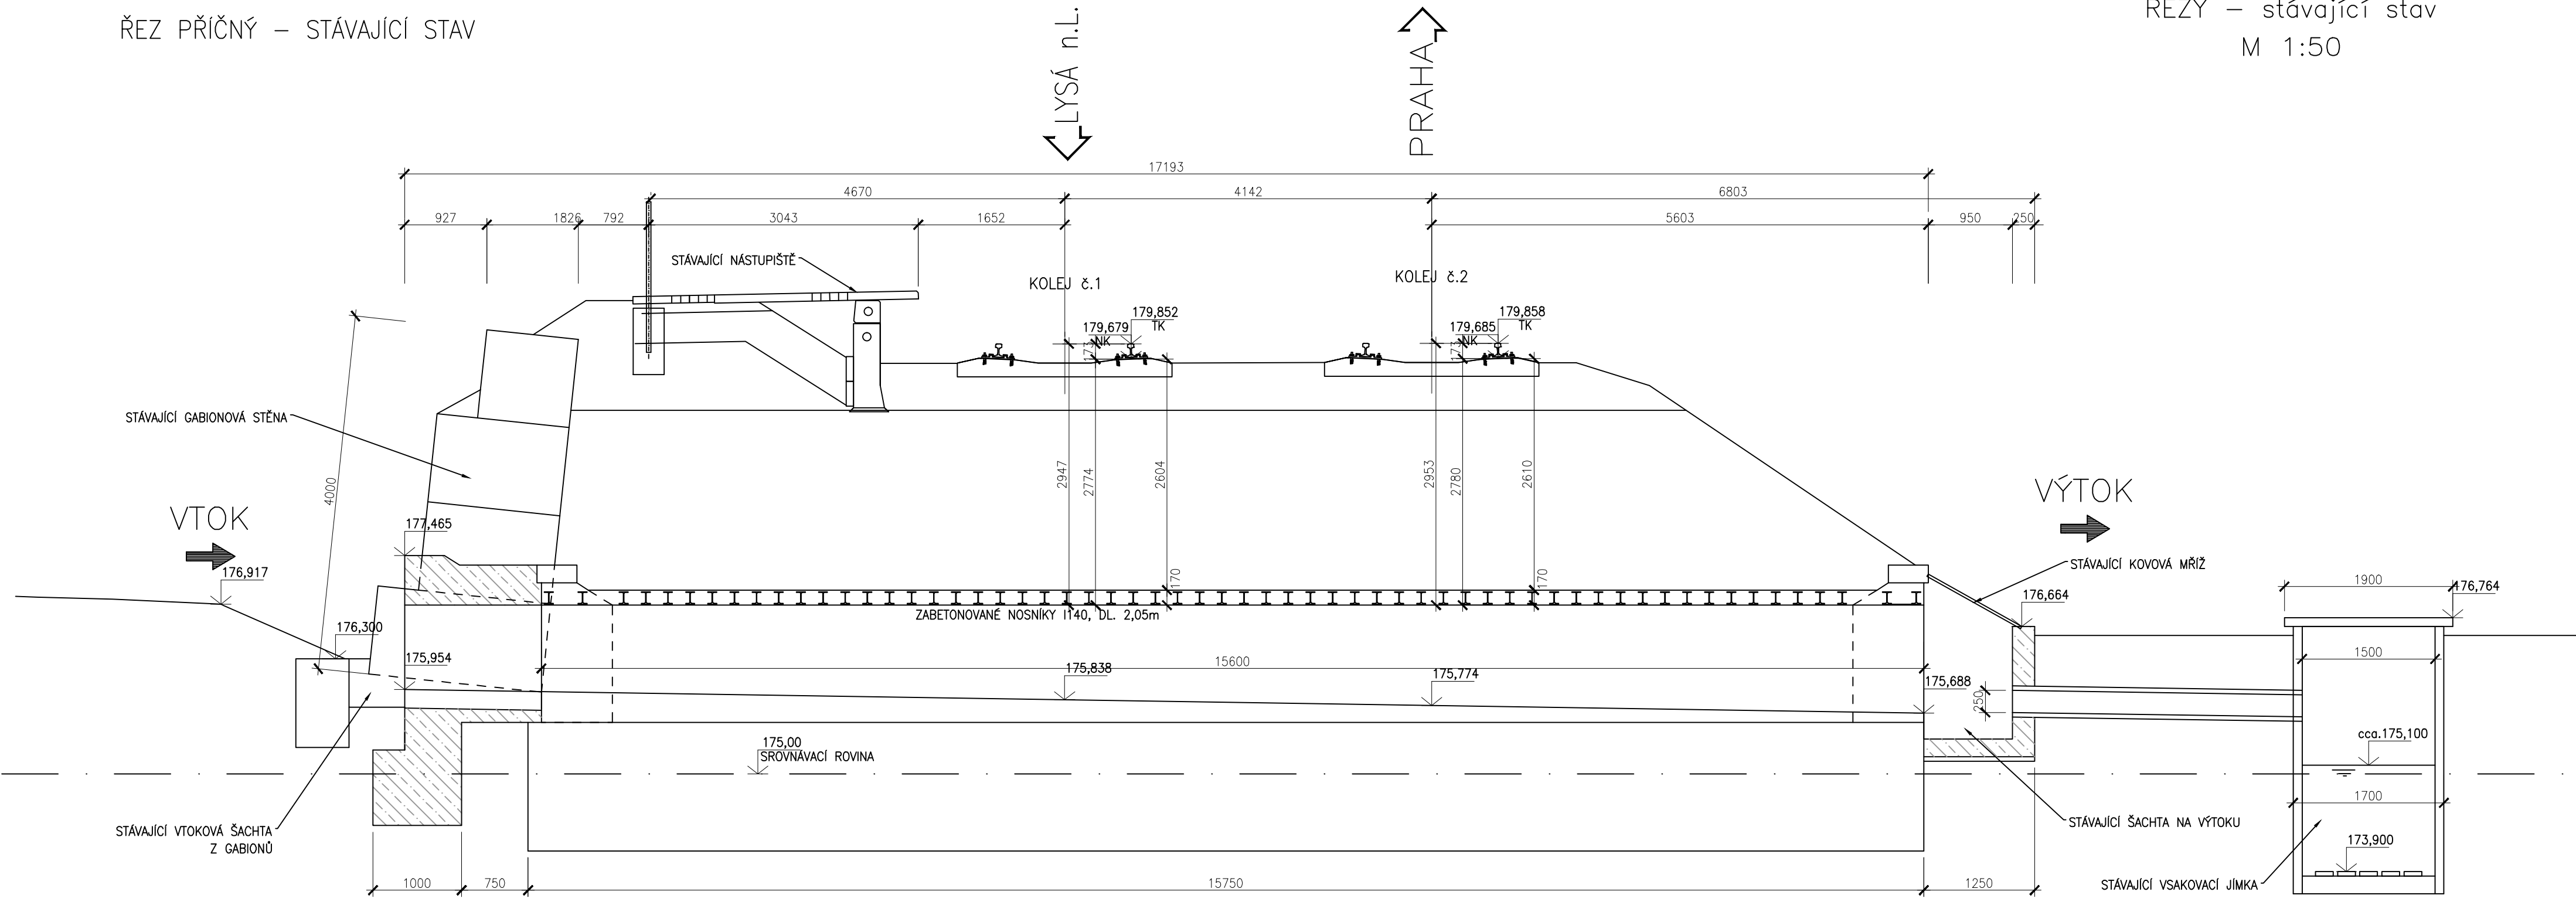 ŘEZ PŘÍČNÝ – STÁVAJÍCÍ STAV
ŘEZY – stávající stav
M 1:50
LYSÁ n.L.
PRAHA
17193
4670
4142
6803
927
1826
792
3043
1652
5603
950
250
STÁVAJÍCÍ NÁSTUPIŠTĚ
KOLEJ č.1
KOLEJ č.2
179,852
TK
179,679
NK
173
179,858
TK
179,685
NK
173
STÁVAJÍCÍ GABIONOVÁ STĚNA
4000
2947
2774
2604
2953
2780
2610
VTOK
VÝTOK
177,465
176,917
170
170
STÁVAJÍCÍ KOVOVÁ MŘÍŽ
1900
176,764
176,664
ZABETONOVANÉ NOSNÍKY I140, DL. 2,05m
176,300
175,954
15600
175,838
175,774
175,688
1500
250
175,00
SROVNÁVACÍ ROVINA
cca.175,100
1700
STÁVAJÍCÍ VTOKOVÁ ŠACHTA
Z GABIONŮ
STÁVAJÍCÍ ŠACHTA NA VÝTOKU
173,900
1000
750
15750
1250
STÁVAJÍCÍ VSAKOVACÍ JÍMKA